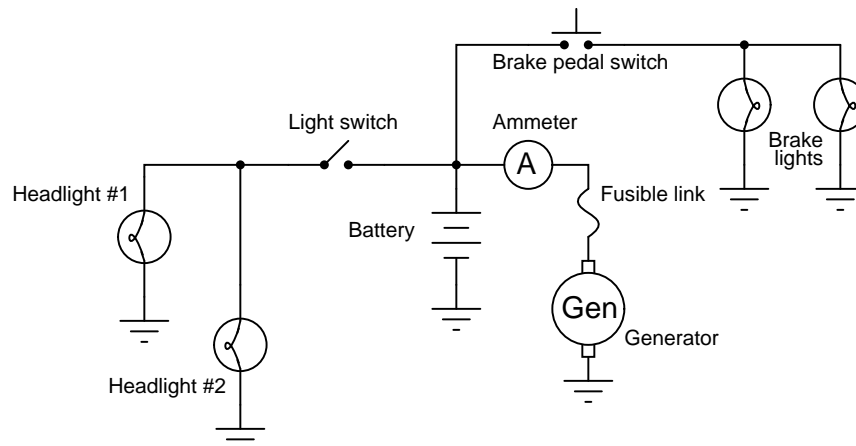 Brake pedal switch
Light switch
Ammeter
Brake
lights
A
Headlight #1
Fusible link
Battery
Gen
Generator
Headlight #2